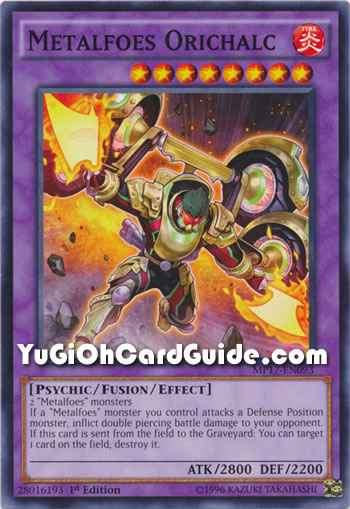 METALFOES ORICHALC
FIRE
炎
YuGiOhCardGuide.com
MP17-EN093
[PSYCHIC/FUSION/EFFECT]
2 "Metalfoes" monsters
If a "Metalfoes" monster you control attacks a Defense Position
monster, inflict double piercing battle damage to your opponent.
If this card is sent from the field to the Graveyard: You can target
1 card on the field; destroy it.
ATK/2800 DEF/2200
28016193 1st Edition ©1996 KAZUKI TAKAHASHI